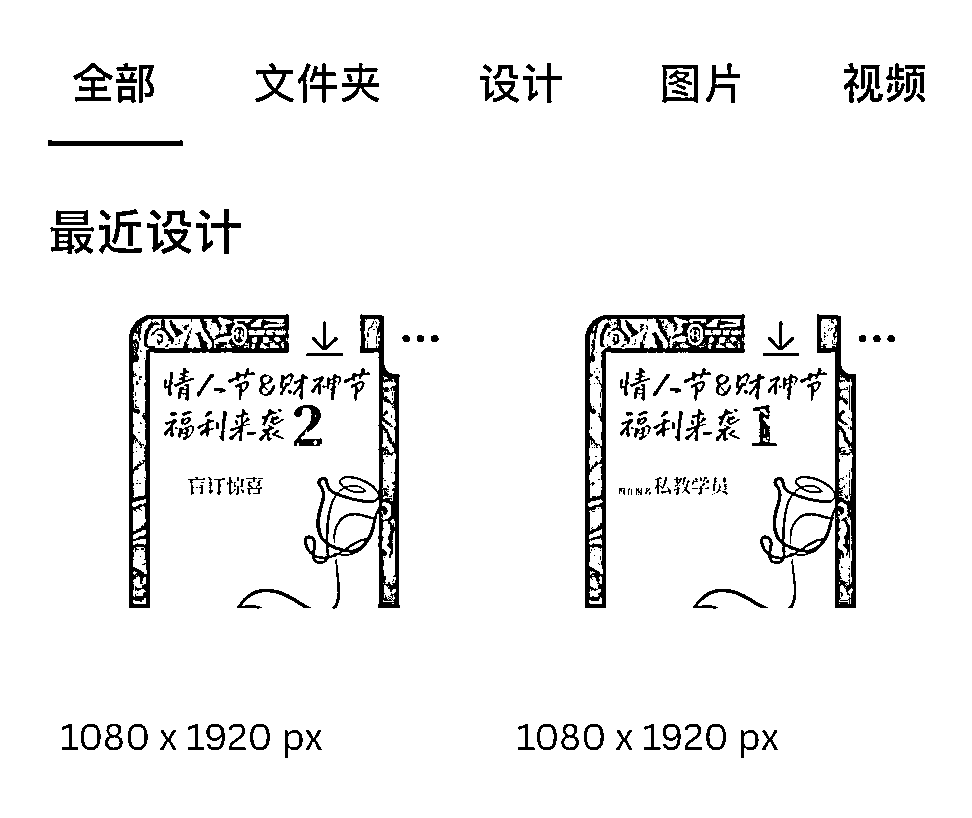 全部 文件夹 设计 图片 视频
最近设计
情人节&财神节
福利来袭2
盲订惊喜
情人节&财神节
福利来袭1
私教学员
1080 x 1920 px
1080 x 1920 px